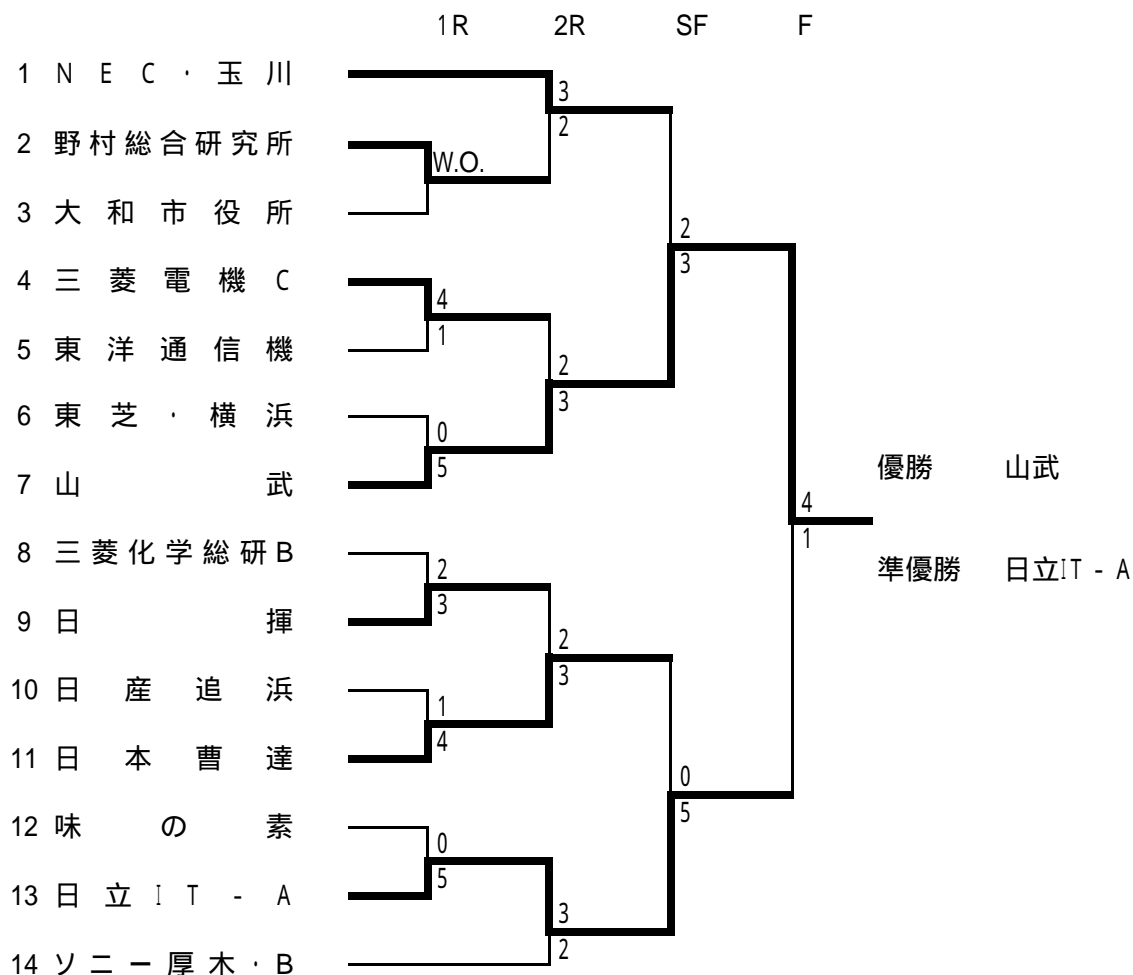 1R 2R SF F
1 NEC・玉川
3
2
2 野村総合研究所
W.O.
3 大和市役所
2
3
4 三菱電機C
4
1
5 東洋通信機
2
3
6 東芝・横浜
0
5
7 山武
優勝 山武
4
1
8 三菱化学総研B
2
3
準優勝 日立IT-A
9 日揮
2
3
10 日産追浜
1
4
11 日本曹達
0
5
12 味の素
0
5
13 日立IT-A
3
2
14 ソニー厚木・B